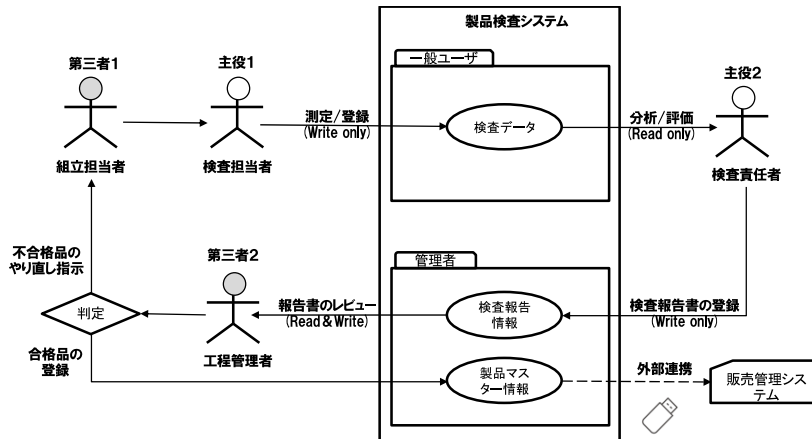 製品検査システム
一般ユーザ
第三者1
主役1
主役2
測定/登録
(Write only)
検査データ
分析/評価
(Read only)
組立担当者
検査担当者
検査責任者
不合格品の
やり直し指示
第三者2
管理者
判定
報告書のレビュー
(Read&Write)
検査報告
情報
検査報告書の登録
(Write only)
合格品の
登録
工程管理者
製品マス
ター情報
外部連携
販売管理シス
テム